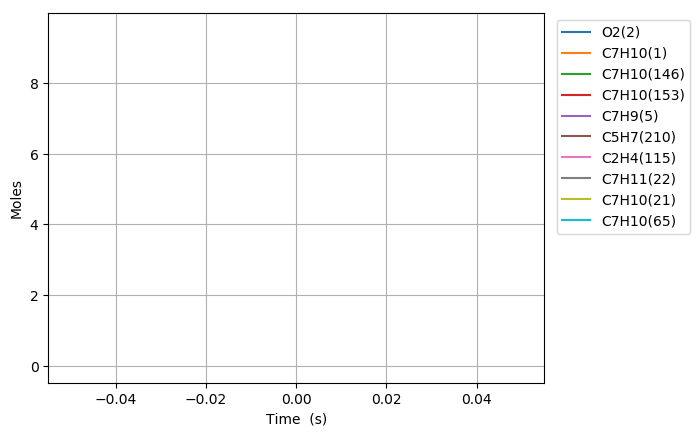 Moles
8
6
4
2
0
−0.04
−0.02
0.00
0.02
0.04
Time  (s)
O2(2)
C7H10(1)
C7H10(146)
C7H10(153)
C7H9(5)
C5H7(210)
C2H4(115)
C7H11(22)
C7H10(21)
C7H10(65)